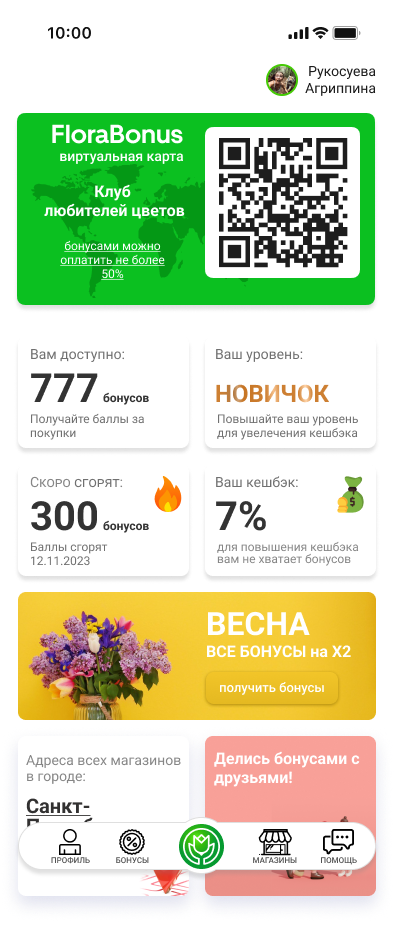 10:00
Рукосуева
Агриппина
FloraBonus
виртуальная карта
Клуб
любителей цветов
бонусами можно
оплатить не более
50%
Вам доступно:
777 бонусов
Получайте баллы за
покупки
Ваш уровень:
НОВИЧОК
Повышайте ваш уровень
для увелечения кешбэка
Скоро сгорят:
300 бонусов
Баллы сгорят
12.11.2023
Ваш кешбэк:
7%
для повышения кешбэка
вам не хватает бонусов
ВЕСНА
ВСЕ БОНУСЫ на Х2
получить бонусы
Адреса всех магазинов
в городе:
Санкт-
Делись бонусами с
друзьями!
ПРОФИЛЬ
БОНУСЫ
МАГАЗИНЫ
ПОМОЩЬ